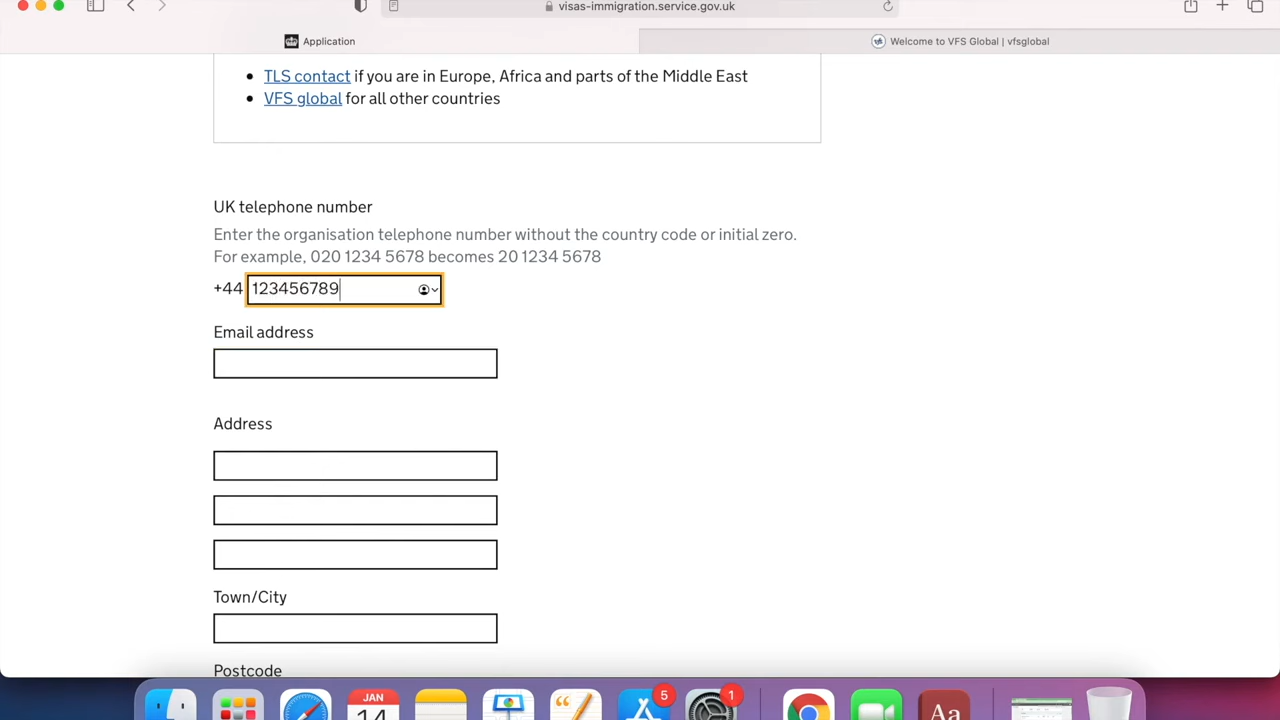 visas-immigration.service.gov.uk
Application
Welcome to VFS Global | vfsglobal
• TLS contact if you are in Europe, Africa and parts of the Middle East
• VFS global for all other countries
UK telephone number
Enter the organisation telephone number without the country code or initial zero.
For example, 020 1234 5678 becomes 20 1234 5678
+44 123456789
Email address
Address
Town/City
Postcode
5
1
JAN
14
Aa